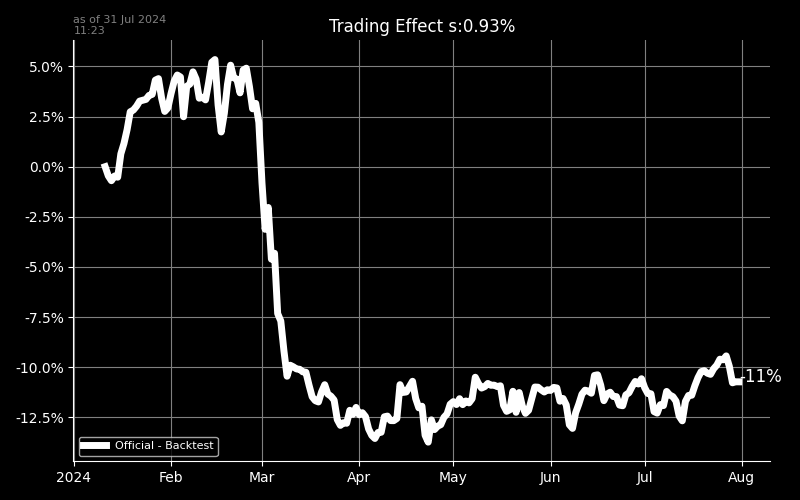 as of 31 Jul 2024
11:23
Trading Effect s:0.93%
5.0%
2.5%
0.0%
-2.5%
-5.0%
-7.5%
-10.0%
-12.5%
-11%
Official - Backtest
2024 Feb Mar Apr May Jun Jul Aug